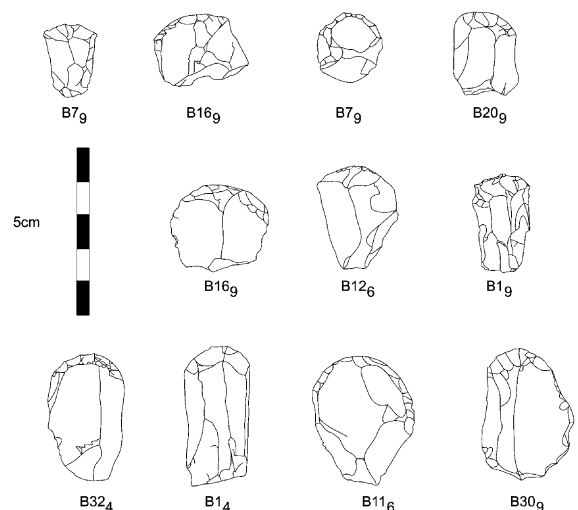 B7₉ B16₉ B7₉ B20₉
5cm
B16₉ B12₆ B1₉
B32₄ B1₄ B11₆ B30₉